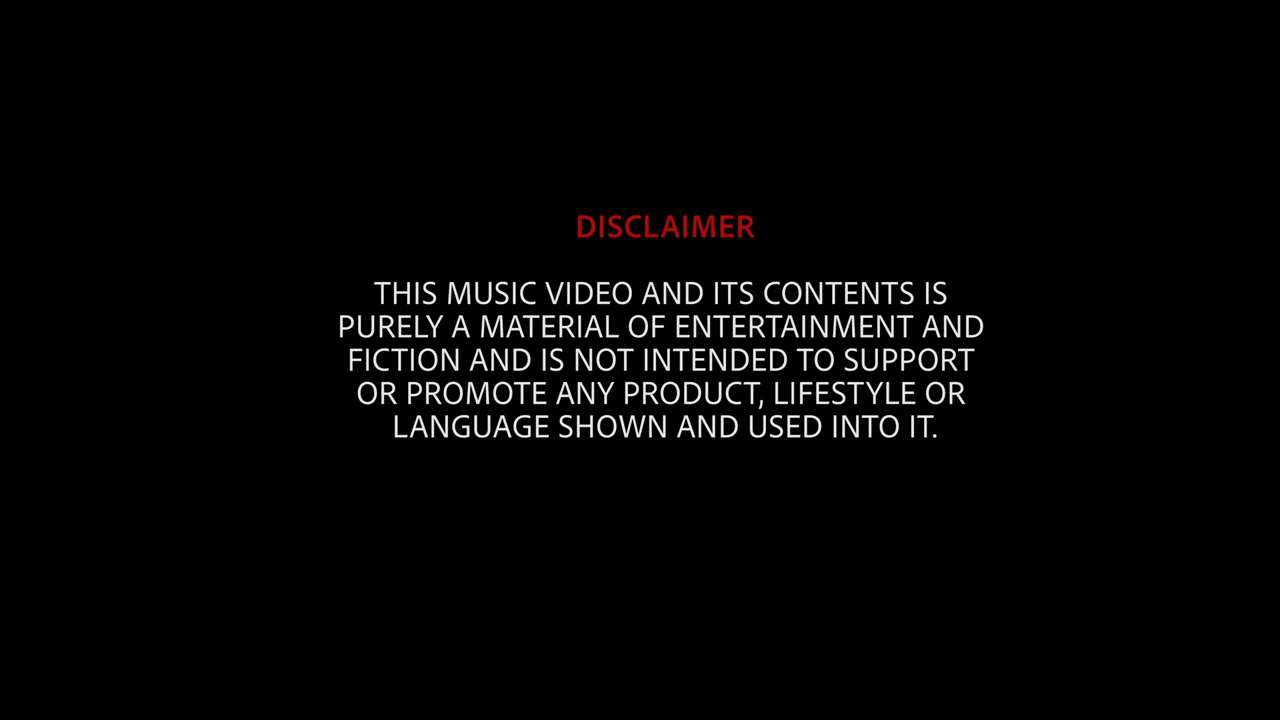 DISCLAIMER
THIS MUSIC VIDEO AND ITS CONTENTS IS
PURELY A MATERIAL OF ENTERTAINMENT AND
FICTION AND IS NOT INTENDED TO SUPPORT
OR PROMOTE ANY PRODUCT, LIFESTYLE OR
LANGUAGE SHOWN AND USED INTO IT.